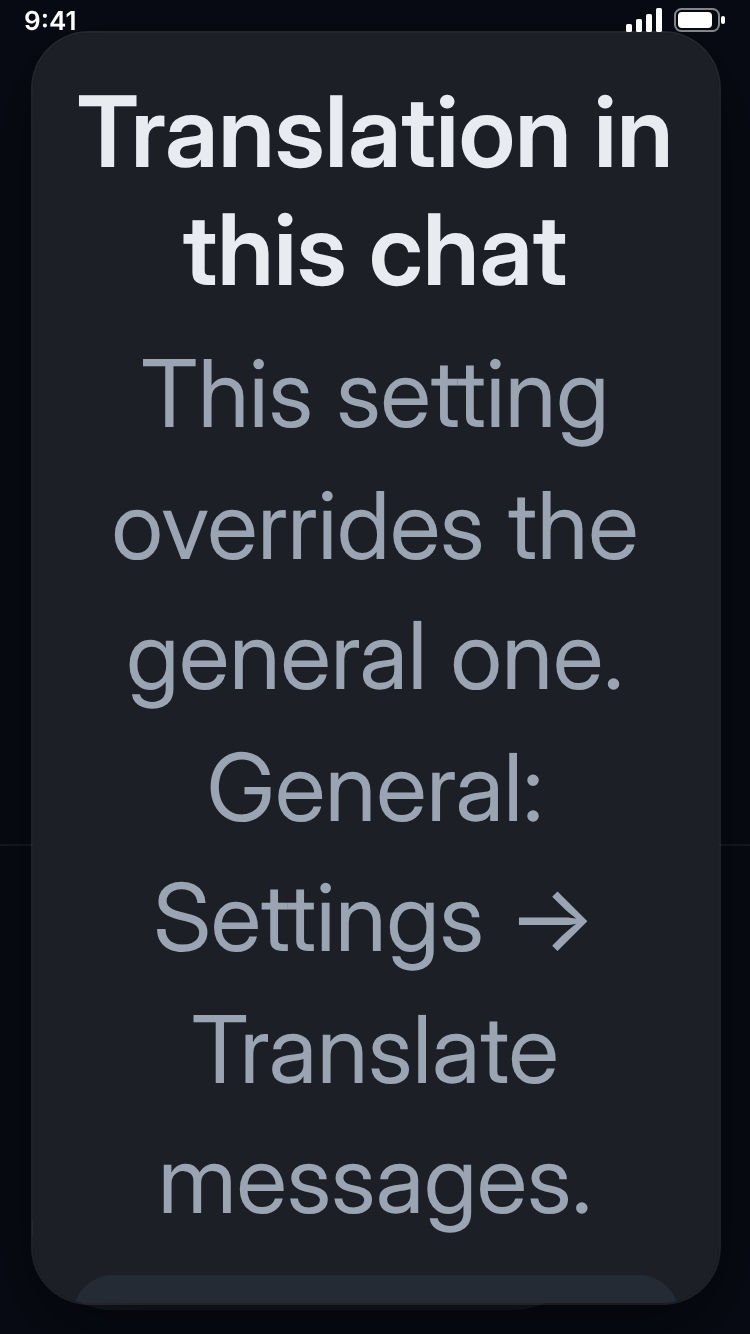 9:41
Translation in
this chat
This setting
overrides the
general one.
General:
Settings →
Translate
messages.